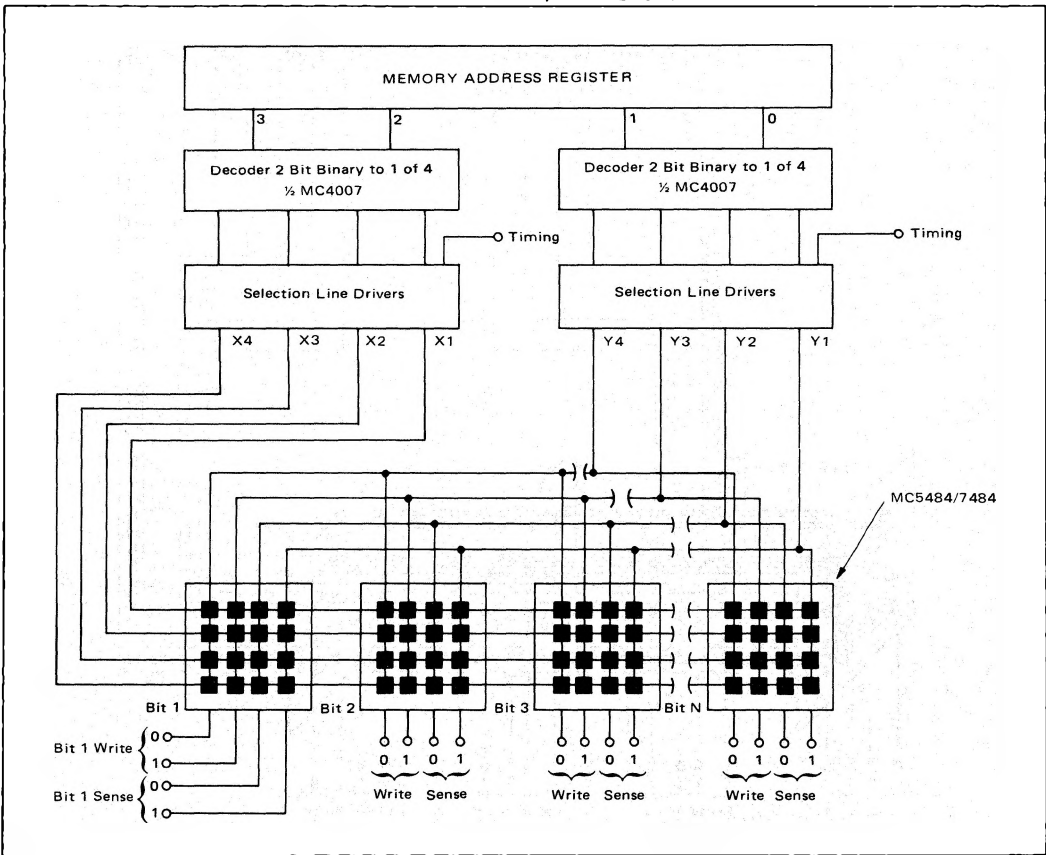 MEMORY ADDRESS REGISTER
3 2 1 0
Decoder 2 Bit Binary to 1 of 4
½ MC4007
Decoder 2 Bit Binary to 1 of 4
½ MC4007
Timing
Timing
Selection Line Drivers
Selection Line Drivers
X4 X3 X2 X1
Y4 Y3 Y2 Y1
MC5484/7484
Bit 1
Bit 2
Bit 3
Bit N
Bit 1 Write
0
1
Bit 1 Sense
0
1
0 1 0 1
Write Sense
0 1 0 1
Write Sense
0 1 0 1
Write Sense